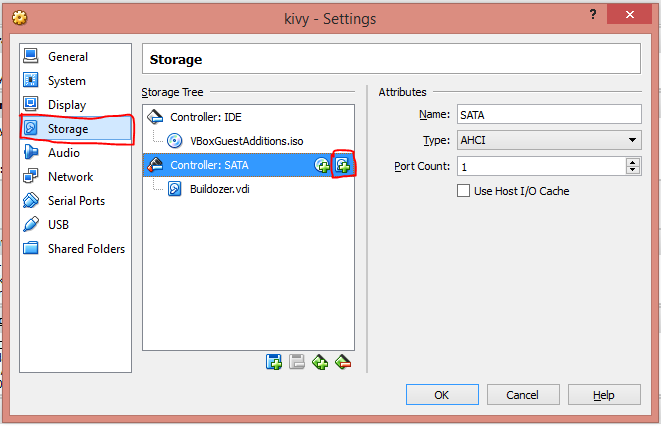 kivy - Settings
? ×
General
System
Display
Storage
Audio
Network
Serial Ports
USB
Shared Folders
Storage
Storage Tree
Controller: IDE
VBoxGuestAdditions.iso
Controller: SATA
Buildozer.vdi
Attributes
Name: SATA
Type: AHCI
Port Count: 1
Use Host I/O Cache
OK Cancel Help